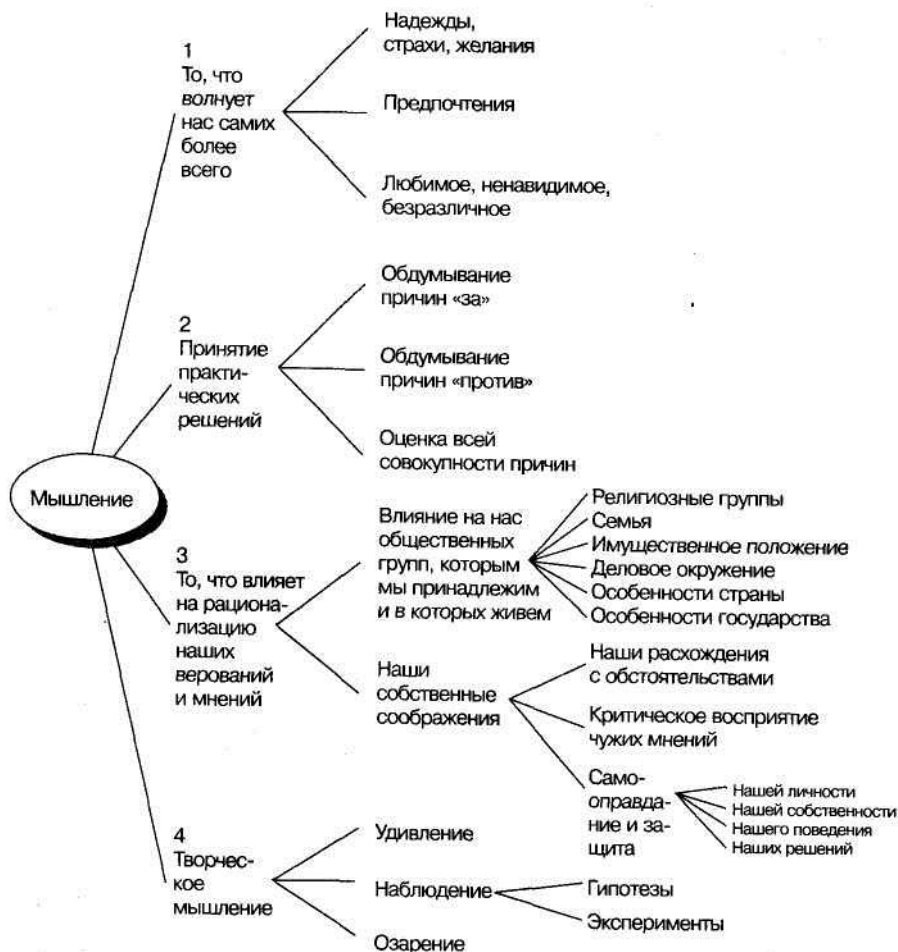 Мышление
1
То, что
волнует
нас самих
более
всего
Надежды,
страхи, желания
Предпочтения
Любимое, ненавидимое,
безразличное
2
Принятие
практи-
ческих
решений
Обдумывание
причин «за»
Обдумывание
причин «против»
Оценка всей
совокупности причин
3
То, что влияет
на рациона-
лизацию
наших
верований
и мнений
Влияние на нас
общественных
групп, которым
мы принадлежим
и в которых живем
Религиозные группы
Семья
Имущественное положение
Деловое окружение
Особенности страны
Особенности государства
Наши
собственные
соображения
Наши расхождения
с обстоятельствами
Критическое восприятие
чужих мнений
Само-
оправда-
ние и за-
щита
Нашей личности
Нашей собственности
Нашего поведения
Наших решений
4
Творчес-
кое
мышление
Удивление
Наблюдение
Гипотезы
Эксперименты
Озарение